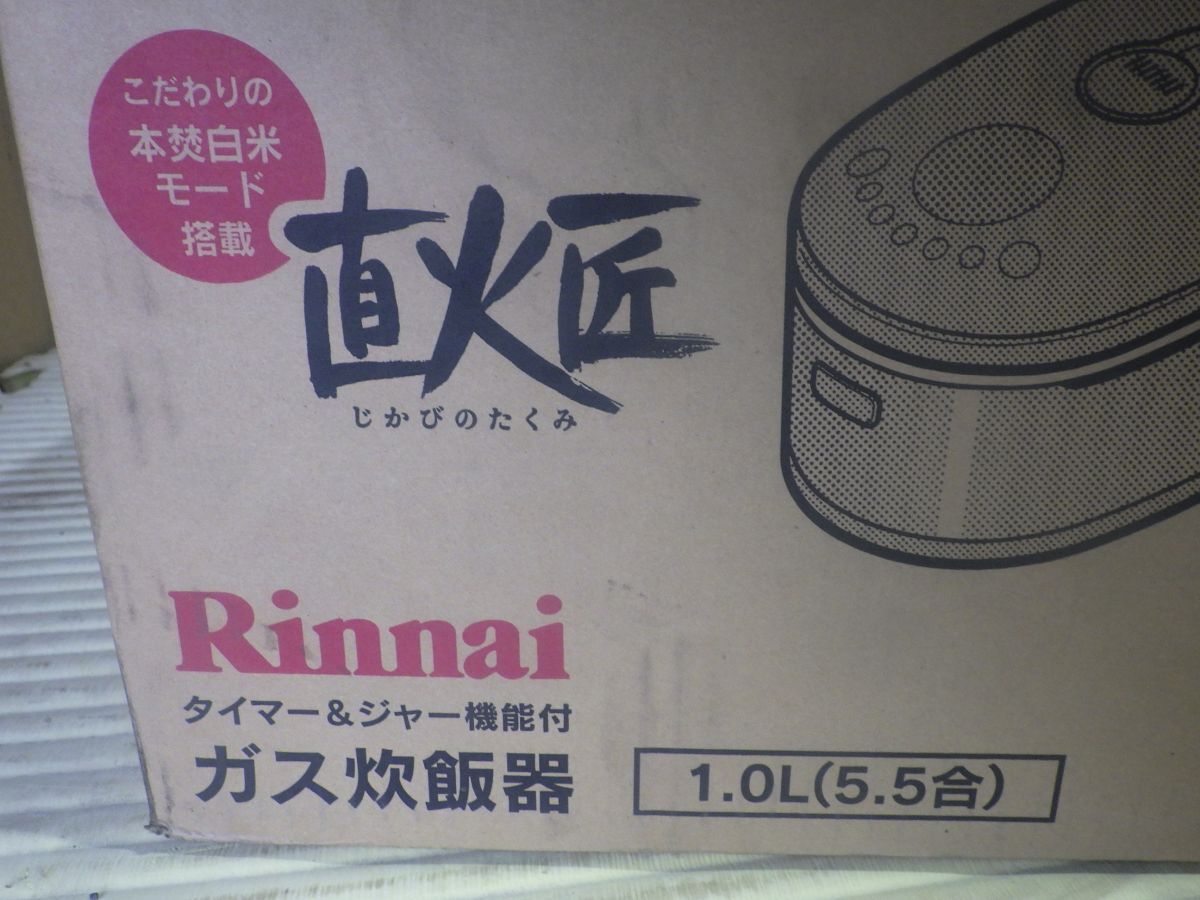 こだわりの
本焚白米
モード
搭載
直火匠
じかびのたくみ
Rinnai
タイマー&ジャー機能付
ガス炊飯器
1.0L(5.5合)
Rinnai